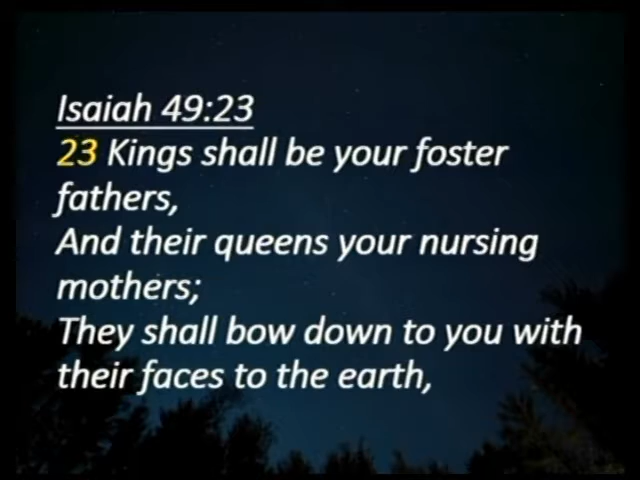 Isaiah 49:23
23 Kings shall be your foster
fathers,
And their queens your nursing
mothers;
They shall bow down to you with
their faces to the earth,